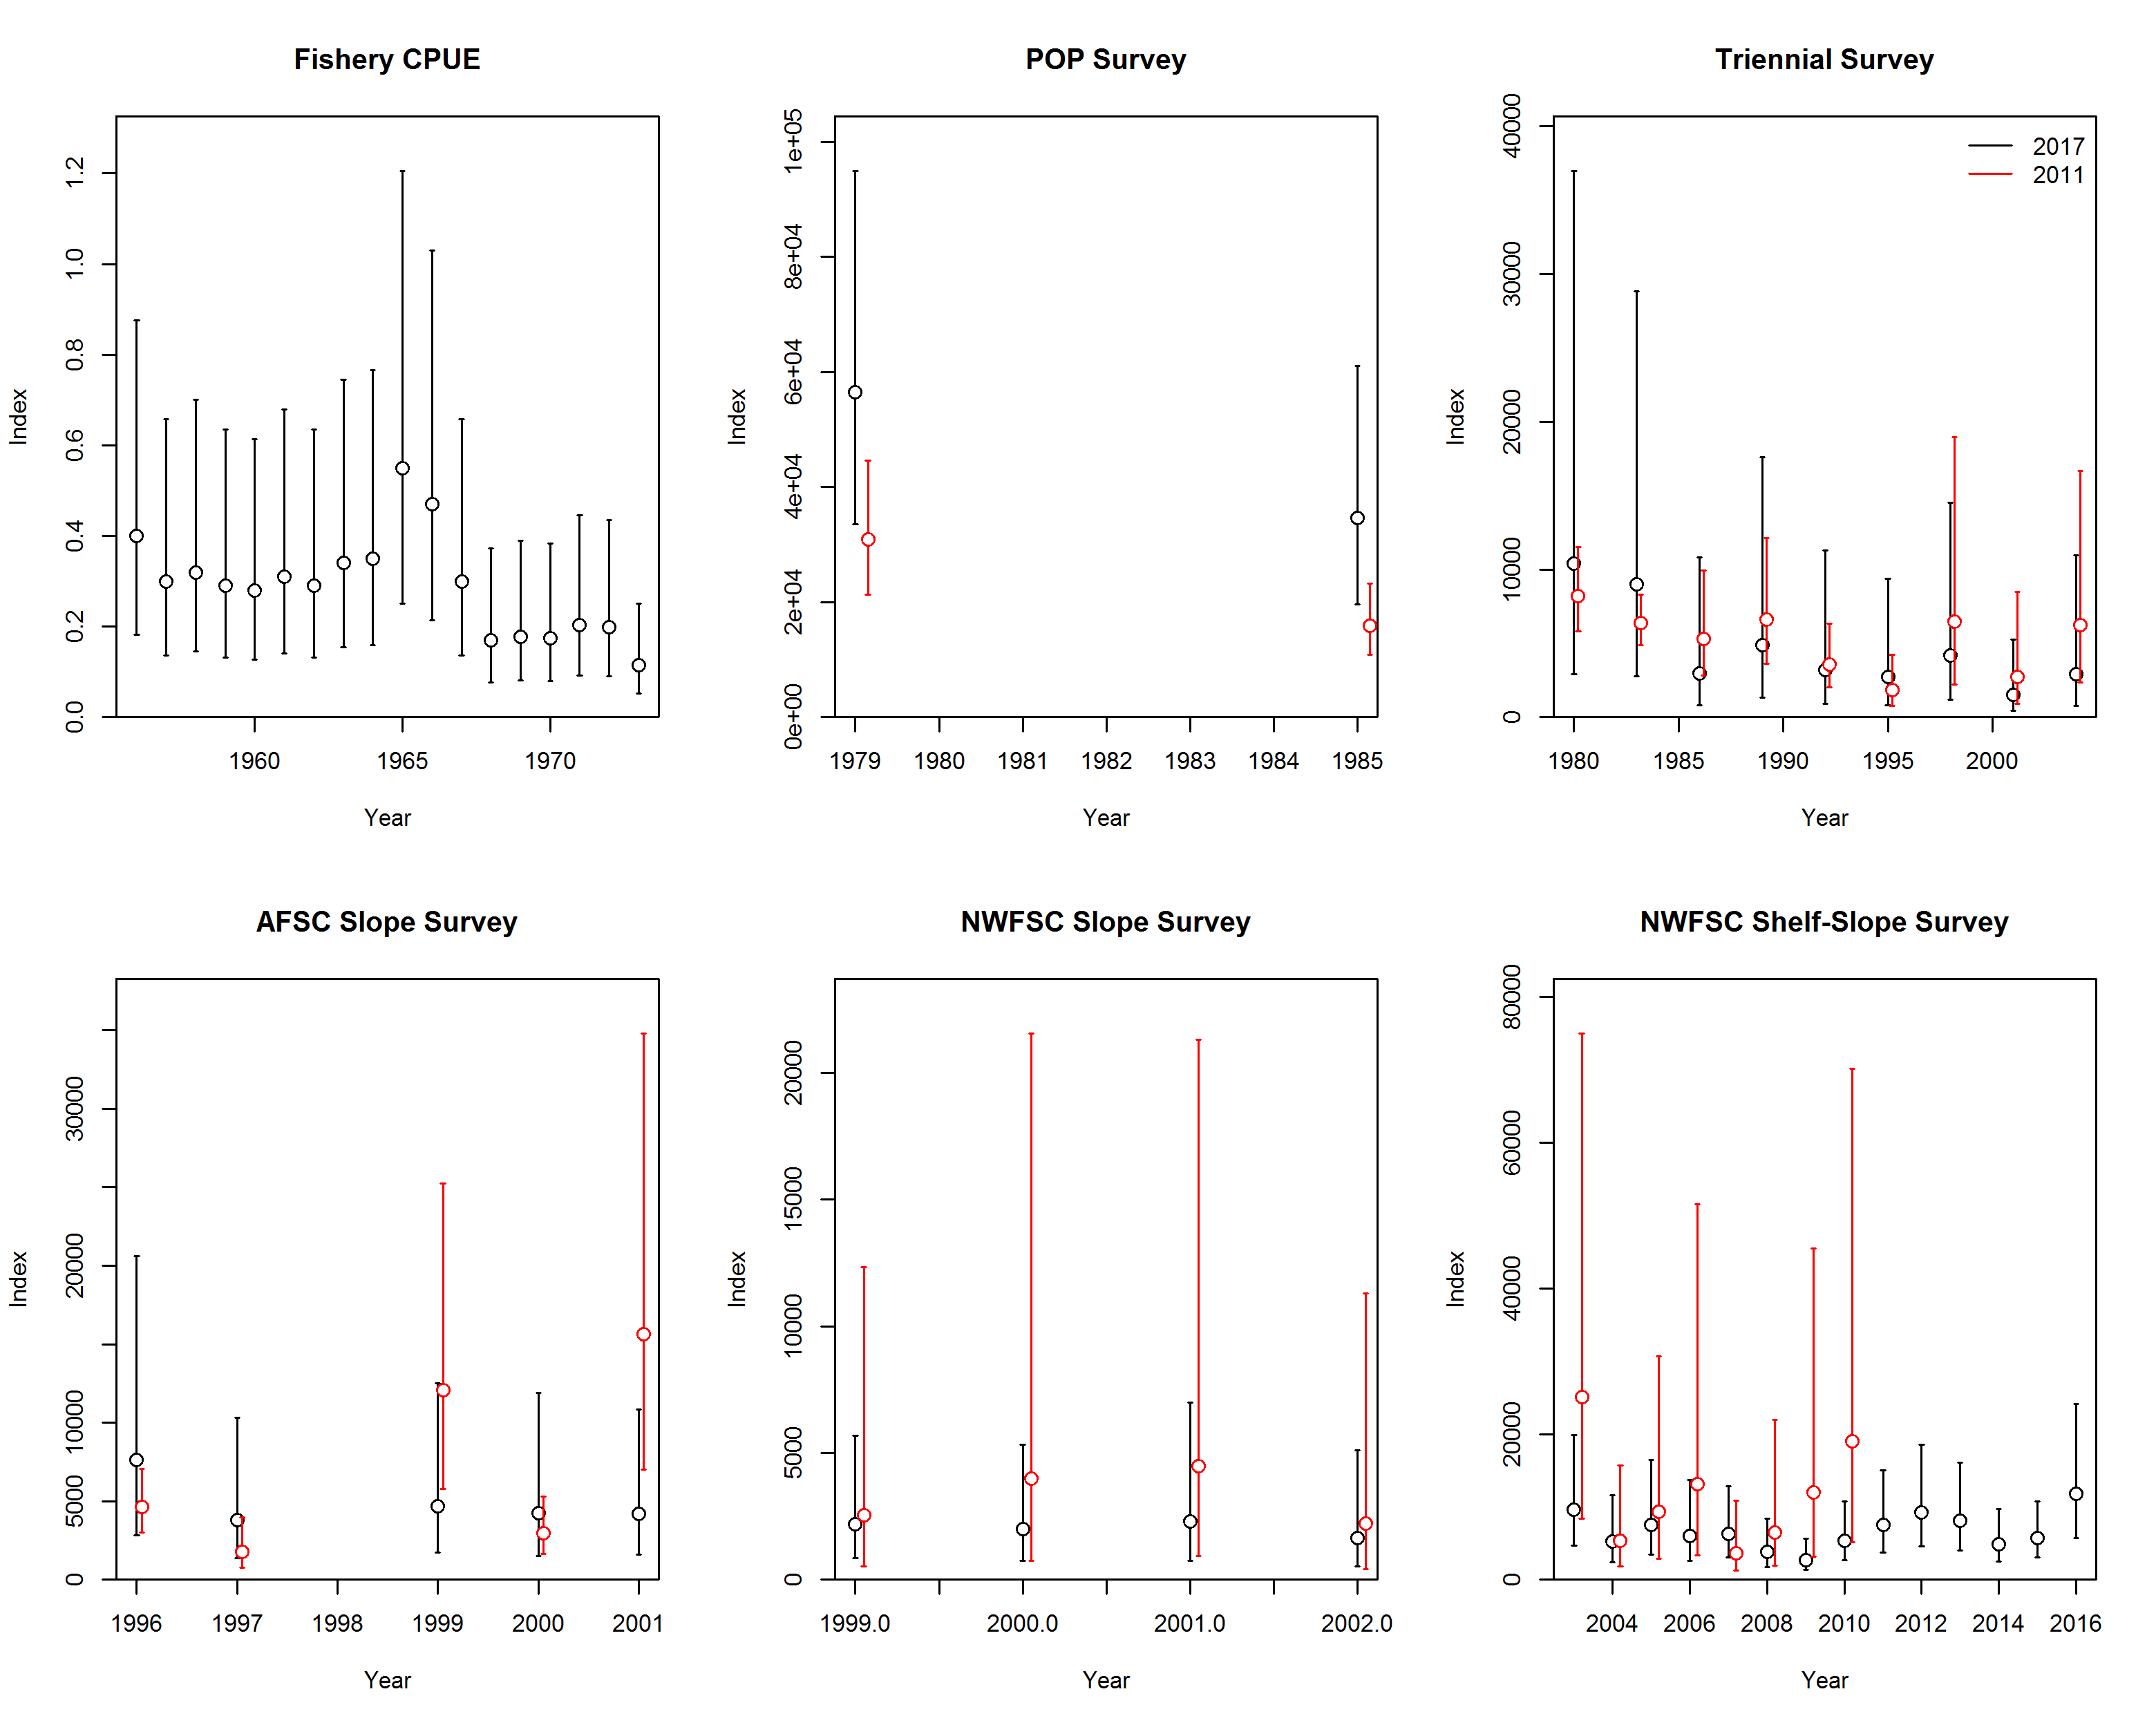 Fishery CPUE
Index
0.0 0.2 0.4 0.6 0.8 1.0 1.2
1960 1965 1970
Year
POP Survey
Index
0e+00 2e+04 4e+04 6e+04 8e+04 1e+05
1979 1980 1981 1982 1983 1984 1985
Year
Triennial Survey
2017
2011
Index
0 10000 20000 30000 40000
1980 1985 1990 1995 2000
Year
AFSC Slope Survey
Index
0 5000 10000 20000 30000
1996 1997 1998 1999 2000 2001
Year
NWFSC Slope Survey
Index
0 5000 10000 15000 20000
1999.0 2000.0 2001.0 2002.0
Year
NWFSC Shelf-Slope Survey
Index
0 20000 40000 60000 80000
2004 2006 2008 2010 2012 2014 2016
Year